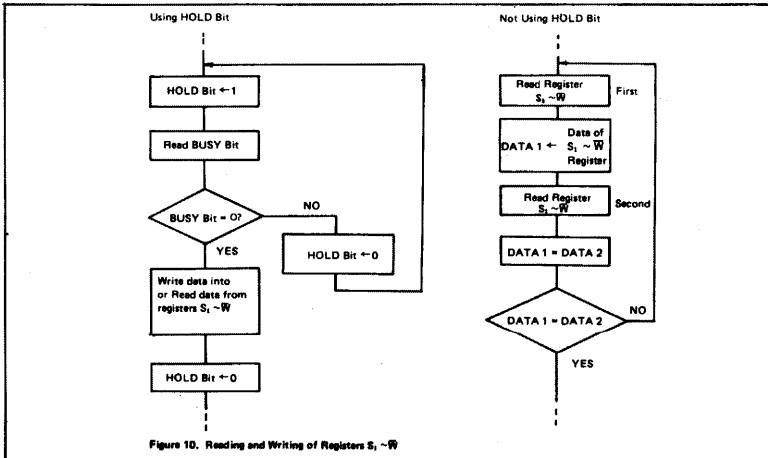 Using HOLD Bit
HOLD Bit ←1
Read BUSY Bit
BUSY Bit = 0?
NO
YES
HOLD Bit ←0
Write data into
or Read data from
registers S₁ ~W̅
HOLD Bit ←0
Not Using HOLD Bit
Read Register
S₁ ~W̅
First
DATA 1 ←
Data of
S₁ ~ W̅
Register
Read Register
S₁ ~W̅
Second
DATA 1 = DATA 2
DATA 1 = DATA 2
NO
YES
Figure 10. Reading and Writing of Registers S₁ ~W̅